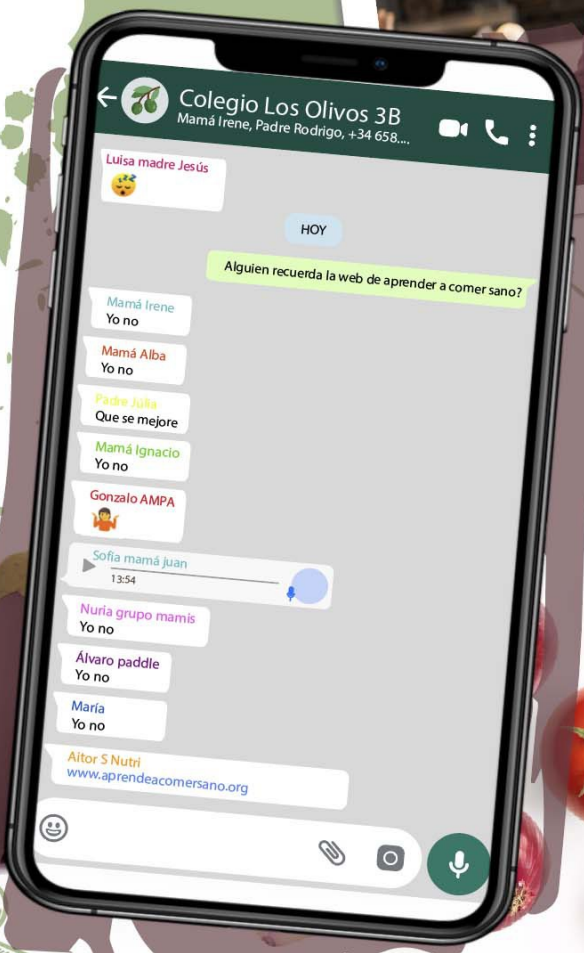 Colegio Los Olivos 3B
Mamá Irene, Padre Rodrigo, +34 658....
Luisa madre Jesús
HOY
Alguien recuerda la web de aprender a comer sano?
Mamá Irene
Yo no
Mamá Alba
Yo no
Padre Júlia
Que se mejore
Mamá Ignacio
Yo no
Gonzalo AMPA
Sofia mamá juan
13:54
Nuria grupo mamis
Yo no
Álvaro paddle
Yo no
María
Yo no
Aitor S Nutri
www.aprendeacomersano.org